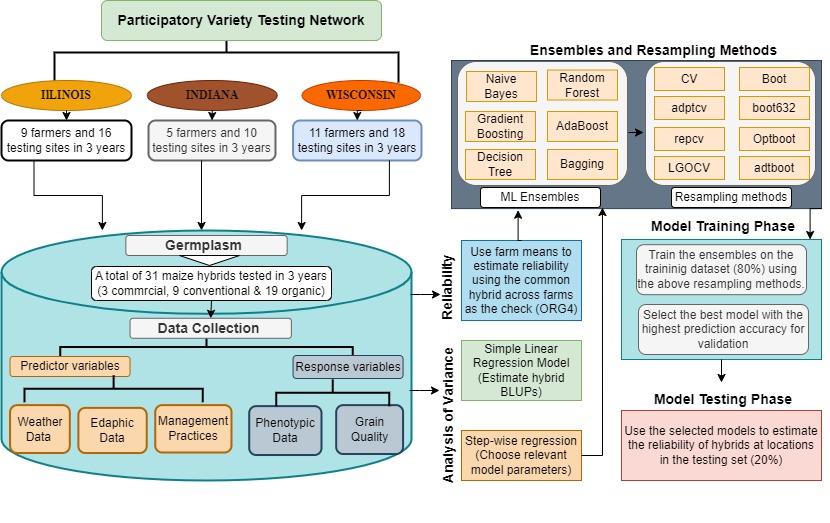 Participatory Variety Testing Network
IILINOIS
INDIANA
WISCONSIN
9 farmers and 16
testing sites in 3 years
5 farmers and 10
testing sites in 3 years
11 farmers and 18
testing sites in 3 years
Germplasm
A total of 31 maize hybrids tested in 3 years
(3 commrcial, 9 conventional & 19 organic)
Data Collection
Predictor variables
Response variables
Weather
Data
Edaphic
Data
Management
Practices
Phenotypic
Data
Grain
Quality
Reliability
Use farm means to
estimate reliability
using the common
hybrid across farms
as the check (ORG4)
Analysis of Variance
Simple Linear
Regression Model
(Estimate hybrid
BLUPs)
Step-wise regression
(Choose relevant
model parameters)
Ensembles and Resampling Methods
Naive
Bayes
Random
Forest
Gradient
Boosting
AdaBoost
Decision
Tree
Bagging
ML Ensembles
CV
Boot
adptcv
boot632
repcv
Optboot
LGOCV
adtboot
Resampling methods
Model Training Phase
Train the ensembles on the
traininig dataset (80%) using
the above resampling methods.
Select the best model with the
highest prediction accuracy for
validation
Model Testing Phase
Use the selected models to estimate
the reliability of hybrids at locations
in the testing set (20%)